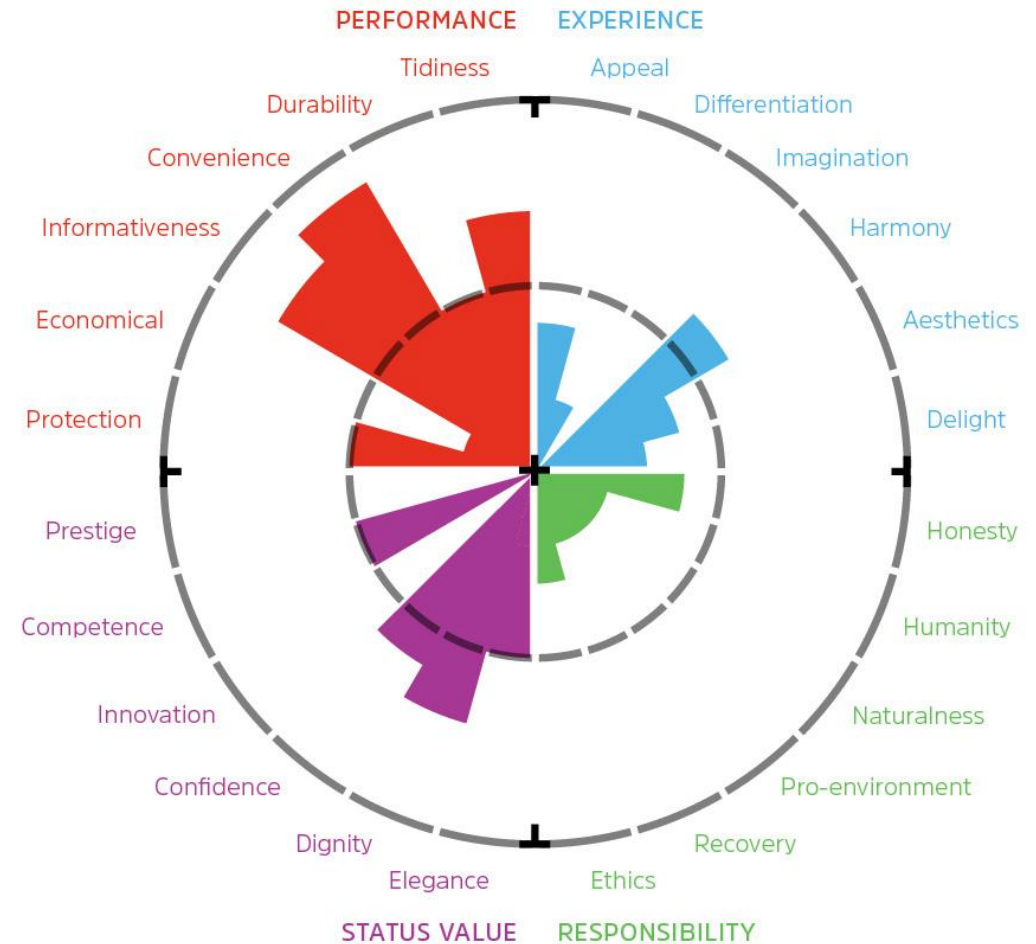 PERFORMANCE EXPERIENCE
Tidiness Appeal
Durability Differentiation
Convenience Imagination
Informativeness Harmony
Economical Aesthetics
Protection Delight
Prestige Honesty
Competence Humanity
Innovation Naturalness
Confidence Pro-environment
Dignity Recovery
Elegance Ethics
STATUS VALUE RESPONSIBILITY